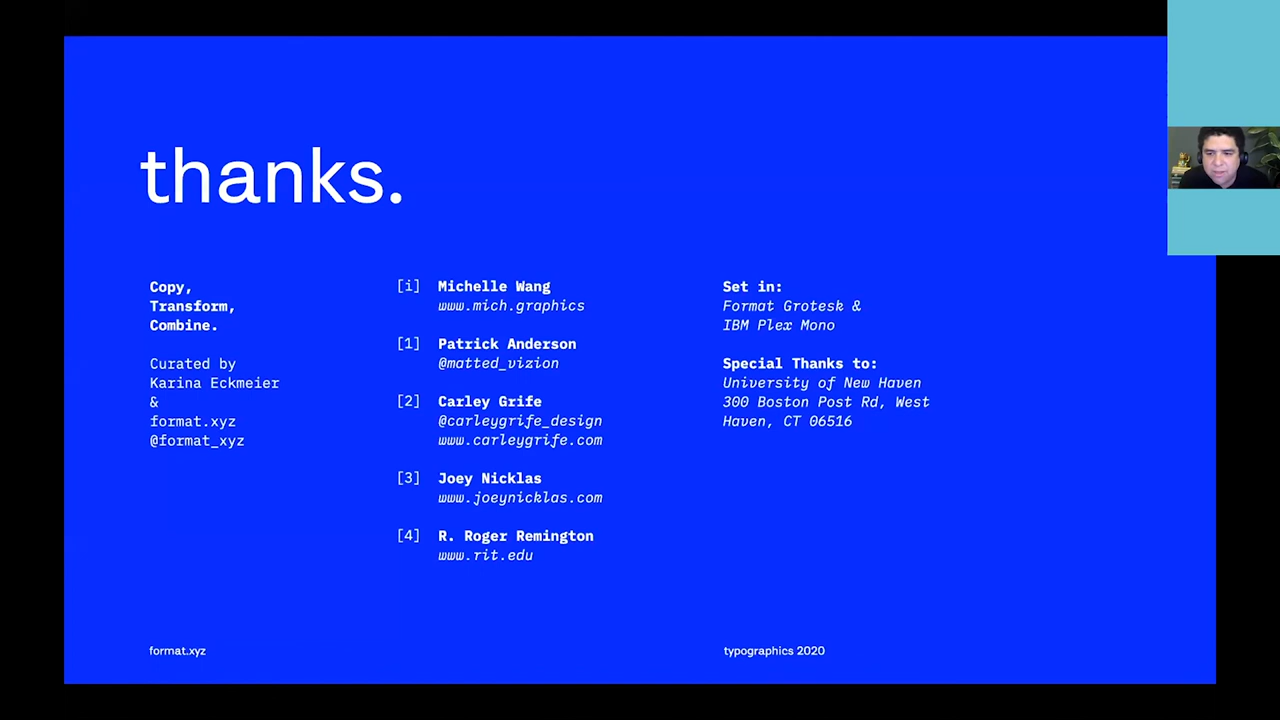 thanks.
Copy,
Transform,
Combine.
Curated by
Karina Eckmeier
&
format.xyz
@format_xyz
[i] Michelle Wang
www.mich.graphics
[1] Patrick Anderson
@matted_vizion
[2] Carley Grife
@carleygrife_design
www.carleygrife.com
[3] Joey Nicklas
www.joeynicklas.com
[4] R. Roger Remington
www.rit.edu
Set in:
Format Grotesk &
IBM Plex Mono
Special Thanks to:
University of New Haven
300 Boston Post Rd, West
Haven, CT 06516
format.xyz
typographics 2020